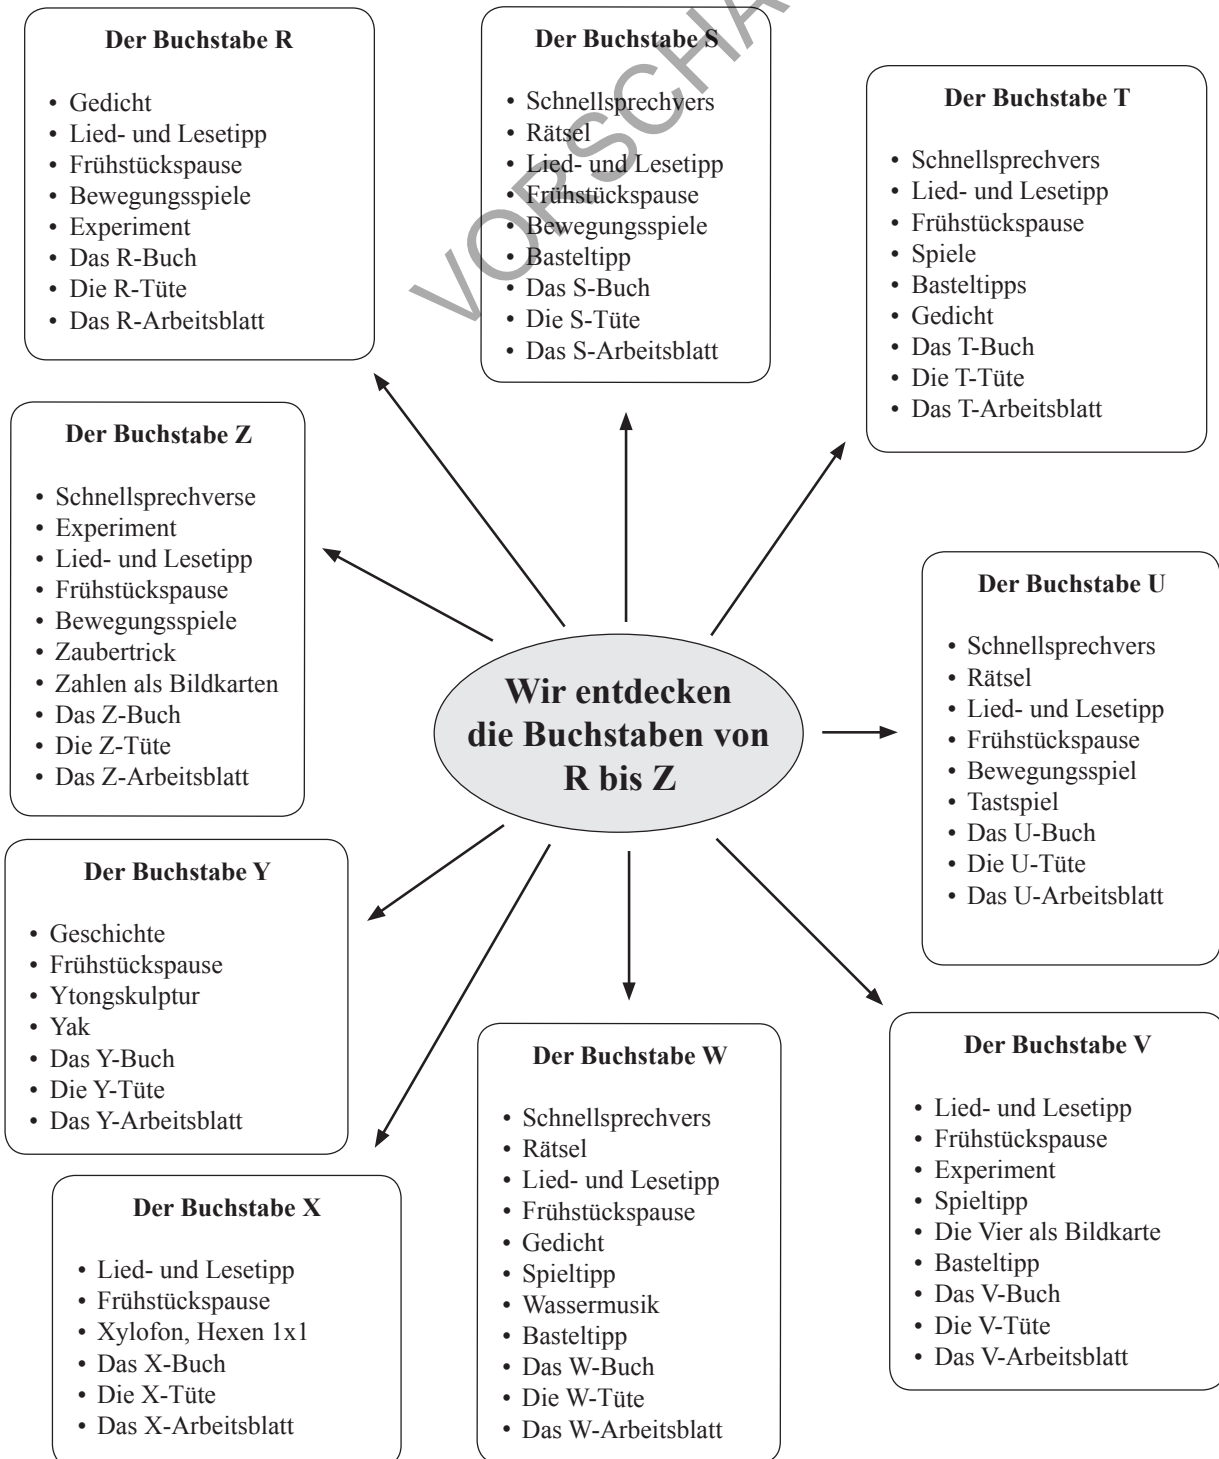 Der Buchstabe R
• Gedicht
• Lied- und Lesetipp
• Frühstückspause
• Bewegungsspiele
• Experiment
• Das R-Buch
• Die R-Tüte
• Das R-Arbeitsblatt
Der Buchstabe S
• Schnellsprechvers
• Rätsel
• Lied- und Lesetipp
• Frühstückspause
• Bewegungsspiele
• Basteltipp
• Das S-Buch
• Die S-Tüte
• Das S-Arbeitsblatt
Der Buchstabe T
• Schnellsprechvers
• Lied- und Lesetipp
• Frühstückspause
• Spiele
• Basteltipps
• Gedicht
• Das T-Buch
• Die T-Tüte
• Das T-Arbeitsblatt
Der Buchstabe Z
• Schnellsprechverse
• Experiment
• Lied- und Lesetipp
• Frühstückspause
• Bewegungsspiele
• Zaubertrick
• Zahlen als Bildkarten
• Das Z-Buch
• Die Z-Tüte
• Das Z-Arbeitsblatt
Wir entdecken
die Buchstaben von
R bis Z
Der Buchstabe U
• Schnellsprechvers
• Rätsel
• Lied- und Lesetipp
• Frühstückspause
• Bewegungsspiel
• Tastspiel
• Das U-Buch
• Die U-Tüte
• Das U-Arbeitsblatt
Der Buchstabe Y
• Geschichte
• Frühstückspause
• Ytongskulptur
• Yak
• Das Y-Buch
• Die Y-Tüte
• Das Y-Arbeitsblatt
Der Buchstabe X
• Lied- und Lesetipp
• Frühstückspause
• Xylofon, Hexen 1x1
• Das X-Buch
• Die X-Tüte
• Das X-Arbeitsblatt
Der Buchstabe W
• Schnellsprechvers
• Rätsel
• Lied- und Lesetipp
• Frühstückspause
• Gedicht
• Spieltipp
• Wassermusik
• Basteltipp
• Das W-Buch
• Die W-Tüte
• Das W-Arbeitsblatt
Der Buchstabe V
• Lied- und Lesetipp
• Frühstückspause
• Experiment
• Spieltipp
• Die Vier als Bildkarte
• Basteltipp
• Das V-Buch
• Die V-Tüte
• Das V-Arbeitsblatt
VORSCHA